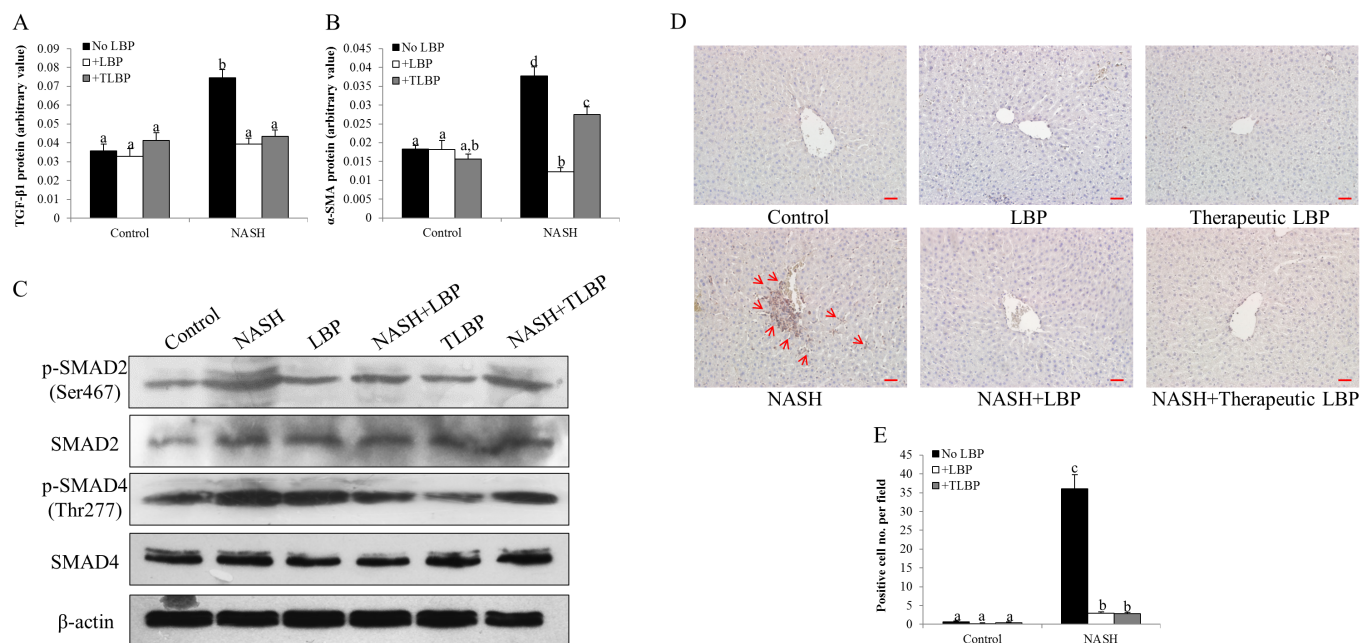 A
TGF-β1 protein (arbitrary value)
0.09
0.08
0.07
0.06
0.05
0.04
0.03
0.02
0.01
0
No LBP
+LBP
+TLBP
a
a
a
b
a
a
Control
NASH
B
α-SMA protein (arbitrary value)
0.045
0.04
0.035
0.03
0.025
0.02
0.015
0.01
0.005
0
No LBP
+LBP
+TLBP
a
a
a,b
d
b
c
Control
NASH
C
Control
NASH
LBP
NASH+LBP
TLBP
NASH+TLBP
p-SMAD2
(Ser467)
SMAD2
p-SMAD4
(Thr277)
SMAD4
β-actin
D
Control
LBP
Therapeutic LBP
NASH
NASH+LBP
NASH+Therapeutic LBP
E
Positive cell no. per field
45
40
35
30
25
20
15
10
5
0
No LBP
+LBP
+TLBP
a
a
a
c
b
b
Control
NASH